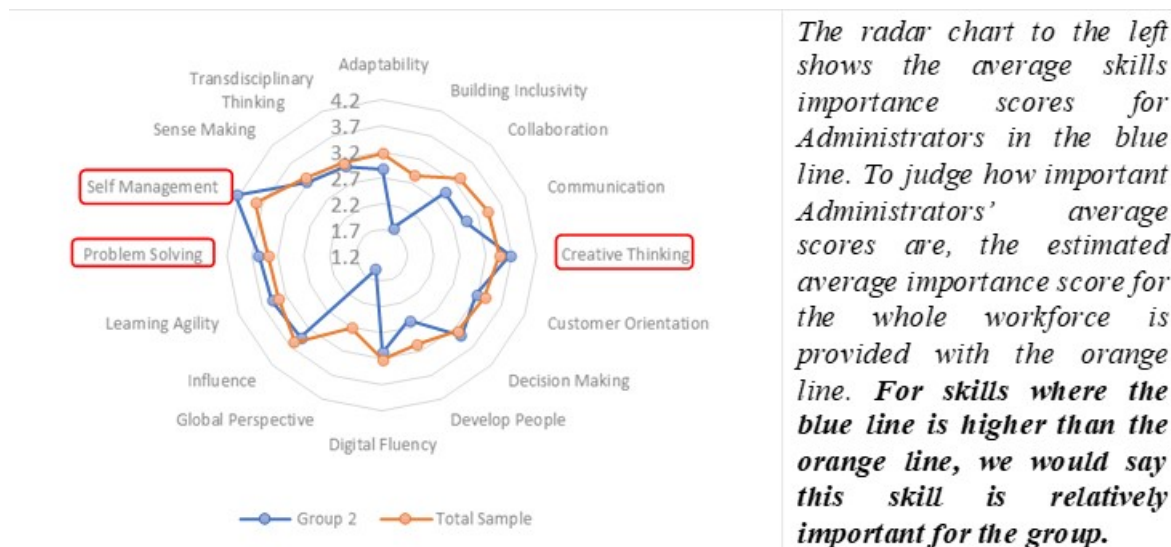 Adaptability
Building Inclusivity
Collaboration
Communication
Creative Thinking
Customer Orientation
Decision Making
Develop People
Digital Fluency
Global Perspective
Influence
Learning Agility
Problem Solving
Self Management
Sense Making
Transdisciplinary
Thinking
4.2
3.7
3.2
2.7
2.2
1.7
1.2
Group 2
Total Sample
The radar chart to the left
shows the average skills
importance scores for
Administrators in the blue
line. To judge how important
Administrators' average
scores are, the estimated
average importance score for
the whole workforce is
provided with the orange
line. For skills where the
blue line is higher than the
orange line, we would say
this skill is relatively
important for the group.